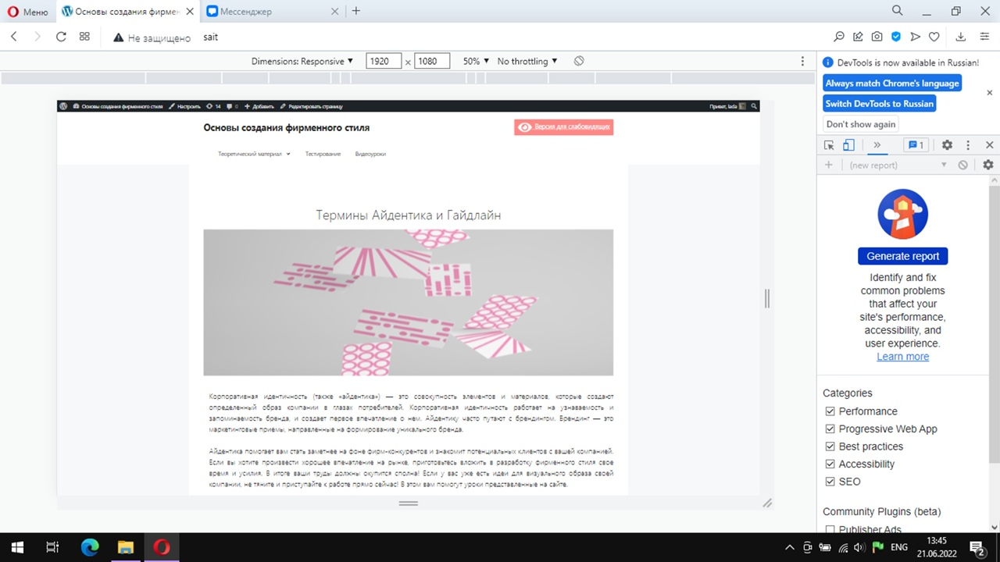 Меню
Основы создания фирмен
Мессенджер
Не защищено
sait
Dimensions: Responsive
1920 × 1080
50%
No throttling
Основы создания фирменного стиля
Настроить
14
0
Добавить
Редактировать страницу
Привет, lada
Основы создания фирменного стиля
Версия для слабовидящих
Теоретический материал
Тестирование
Видеоуроки
Термины Айдентика и Гайдлайн
Корпоративная идентичность (также «айдентика») — это совокупность элементов и материалов, которые создают
определенный образ компании в глазах потребителей. Корпоративная идентичность работает на узнаваемость и
запоминаемость бренда, и создает первое впечатление о нем. Айдентику часто путают с брендингом. Брендинг — это
маркетинговые приемы, направленные на формирование уникального бренда.
Айдентика помогает вам стать заметнее на фоне фирм-конкурентов и знакомит потенциальных клиентов с вашей компанией.
Если вы хотите произвести хорошее впечатление на рынке, приготовьтесь вложить в разработку фирменного стиля свое
время и усилия. В итоге ваши труды должны окупится сполна! Если у вас уже есть идеи для визуального образа своей
компании, не тяните и приступайте к работе прямо сейчас! В этом вам помогут уроки представленные на сайте.
DevTools is now available in Russian!
Always match Chrome's language
Switch DevTools to Russian
Don't show again
1
(new report)
Generate report
Identify and fix
common problems
that affect your
site's performance,
accessibility, and
user experience.
Learn more
Categories
Performance
Progressive Web App
Best practices
Accessibility
SEO
Community Plugins (beta)
Publisher Ads
ENG
13:45
21.06.2022
2